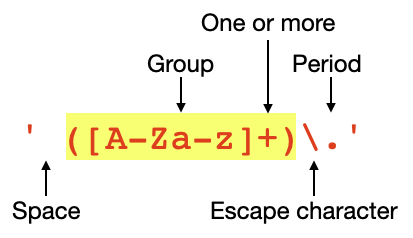 One or more
Group Period
' ([A-Za-z]+)\.'
Space Escape character